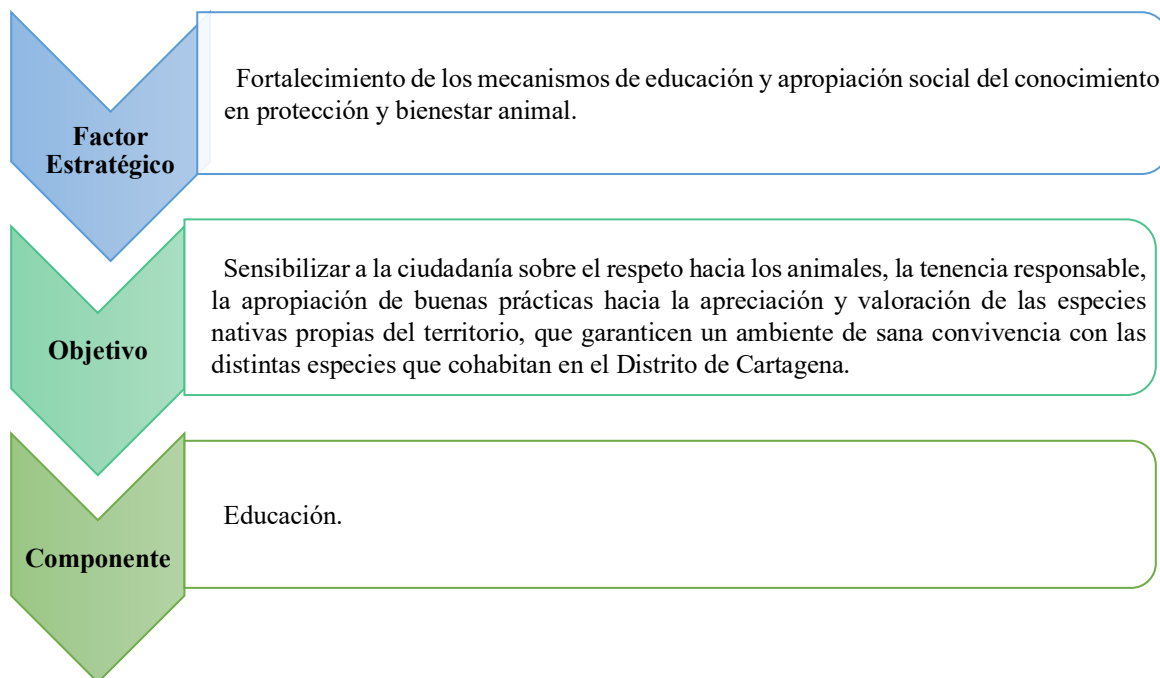 Factor
Estratégico
Fortalecimiento de los mecanismos de educación y apropiación social del conocimiento
en protección y bienestar animal.
Objetivo
Sensibilizar a la ciudadanía sobre el respeto hacia los animales, la tenencia responsable,
la apropiación de buenas prácticas hacia la apreciación y valoración de las especies
nativas propias del territorio, que garanticen un ambiente de sana convivencia con las
distintas especies que cohabitan en el Distrito de Cartagena.
Componente
Educación.